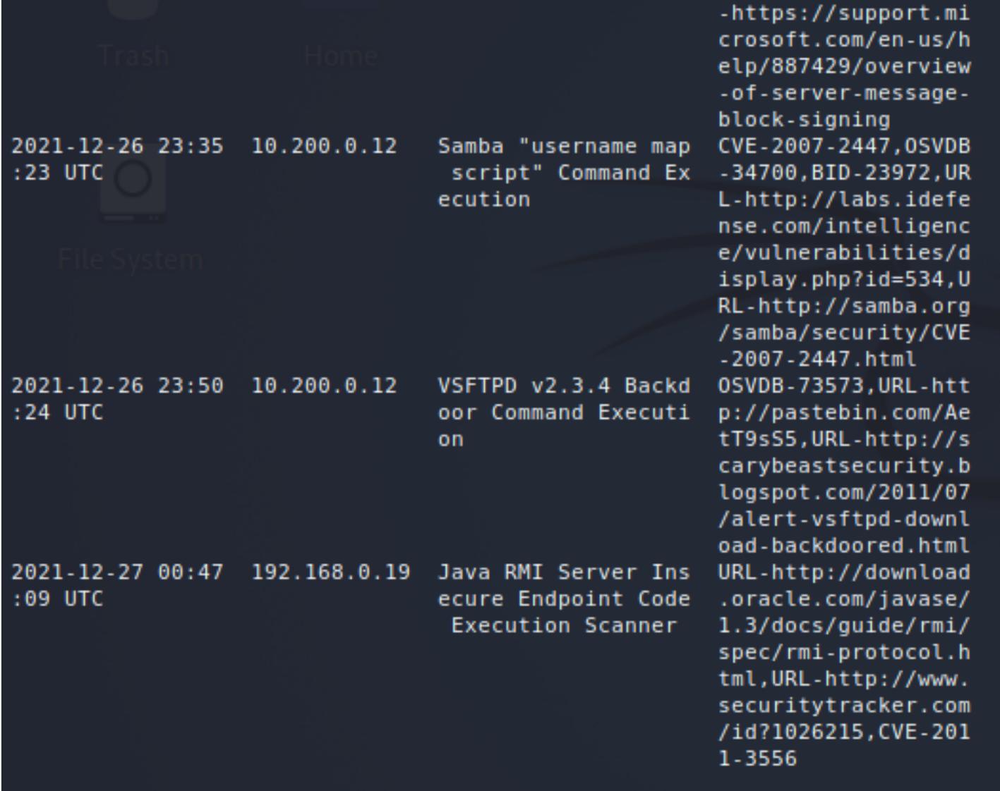 -https://support.mi
crosoft.com/en-us/h
elp/887429/overview
-of-server-message-
block-signing
Trash Home
2021-12-26 23:35 10.200.0.12 Samba "username map CVE-2007-2447,OSVDB
:23 UTC script" Command Ex -34700,BID-23972,UR
ecution L-http://labs.idefe
nse.com/intelligenc
e/vulnerabilities/d
File System
isplay.php?id=534,U
RL-http://samba.org
/samba/security/CVE
-2007-2447.html
2021-12-26 23:50 10.200.0.12 VSFTPD v2.3.4 Backd OSVDB-73573,URL-htt
:24 UTC oor Command Executi p://pastebin.com/Ae
on tT9sS5,URL-http://s
carybeastsecurity.b
logspot.com/2011/07
/alert-vsftpd-downl
oad-backdoored.html
2021-12-27 00:47 192.168.0.19 Java RMI Server Ins URL-http://download
:09 UTC ecure Endpoint Code .oracle.com/javase/
Execution Scanner 1.3/docs/guide/rmi/
spec/rmi-protocol.h
tml,URL-http://www.
securitytracker.com
/id?1026215,CVE-201
1-3556